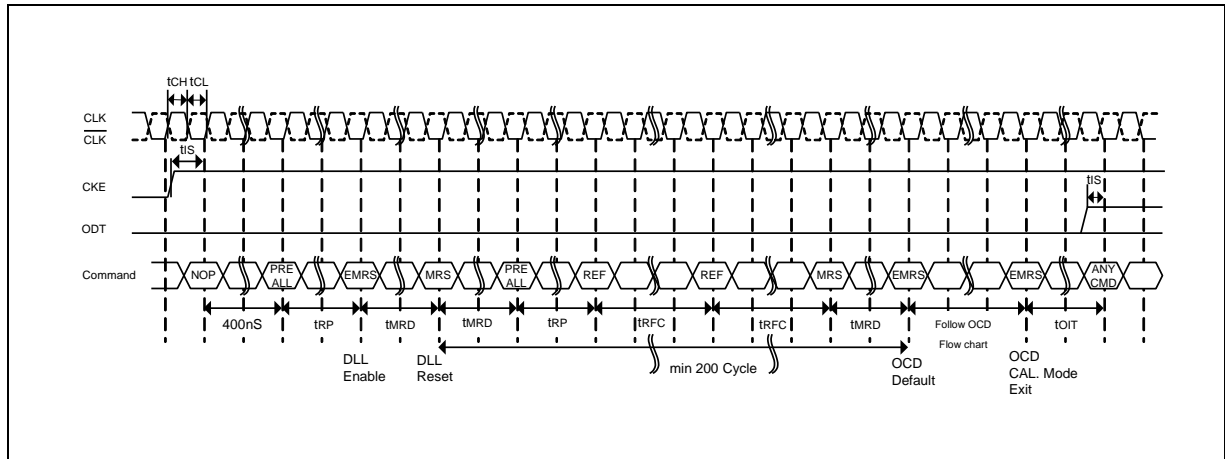 tCH tCL
CLK
CLK
tIS
CKE
tIS
ODT
Command
NOP
PRE ALL
EMRS
MRS
PRE ALL
REF
REF
MRS
EMRS
EMRS
ANY CMD
400nS
tRP
tMRD
tMRD
tRP
tRFC
tRFC
tMRD
Follow OCD
Flow chart
tOIT
DLL
Enable
DLL
Reset
min 200 Cycle
OCD
Default
OCD
CAL. Mode
Exit